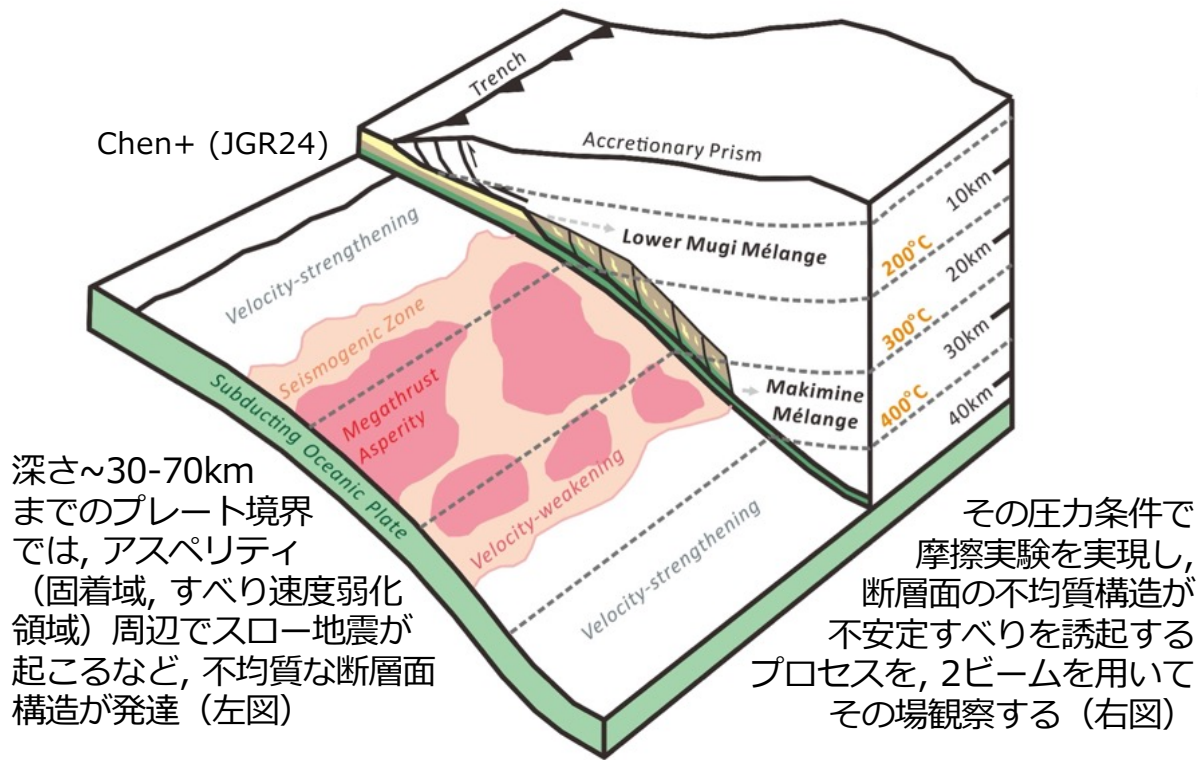 Trench
Chen+ (JGR24)
Accretionary Prism
10km
Velocity-strengthening
Lower Mugi Mélange
200°C
20km
Seismogenic Zone
300°C
30km
Megathrust
Asperity
Makimine
Mélange
400°C
40km
Subducting Oceanic Plate
Velocity-weakening
Velocity-strengthening
深さ~30-70km
までのプレート境界
では, アスペリティ
（固着域, すべり速度弱化
領域）周辺でスロー地震が
起こるなど, 不均質な断層面
構造が発達（左図）
その圧力条件で
摩擦実験を実現し,
断層面の不均質構造が
不安定すべりを誘起する
プロセスを, 2ビームを用いて
その場観察する（右図）